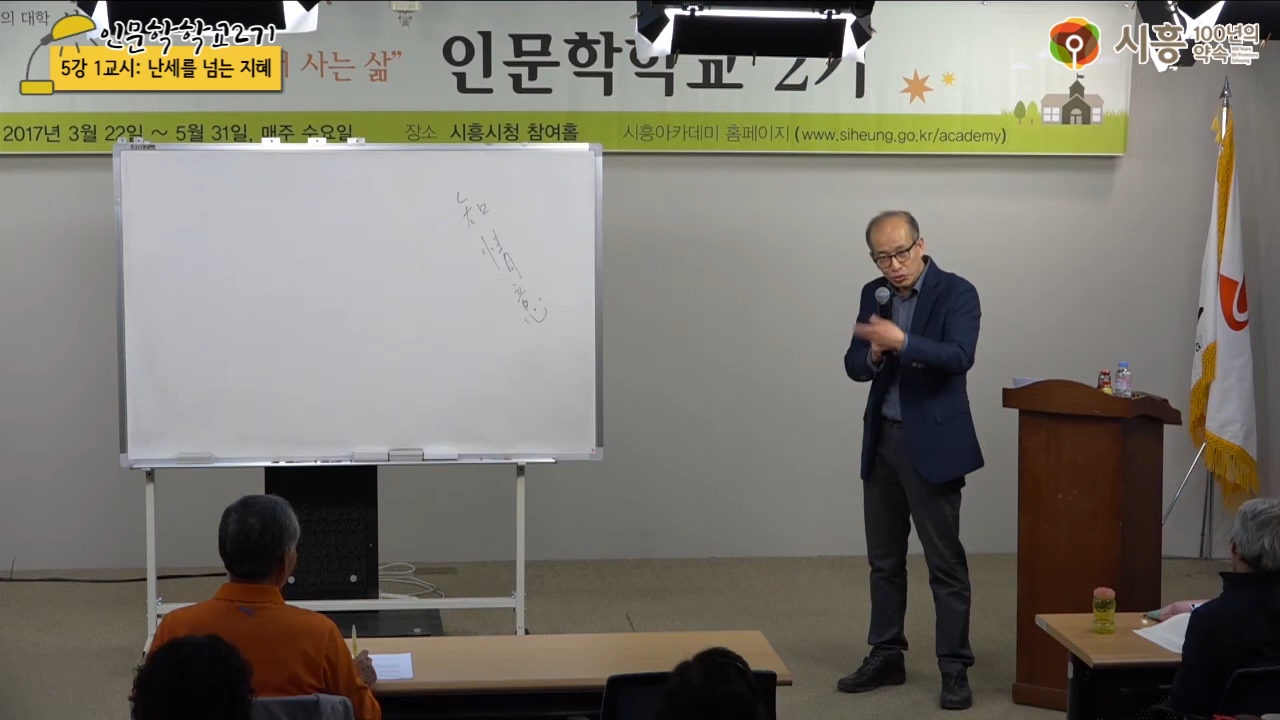 의 대학
인문학학교2기
5강 1교시: 난세를 넘는 지혜
사는 삶”
인문학학교 2기
시흥
100년의
약속
2017년 3월 22일 ~ 5월 31일, 매주 수요일
장소 시흥시청 참여홀
시흥아카데미 홈페이지 (www.siheung.go.kr/academy)
知
情
意